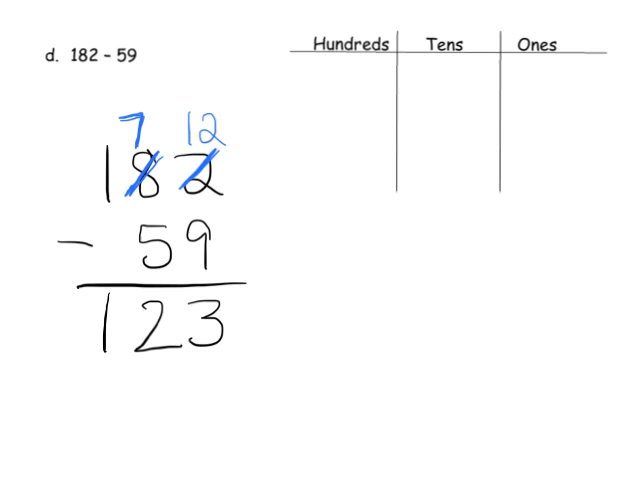 d. 182 - 59
Hundreds Tens Ones
7 12
182
- 59
123